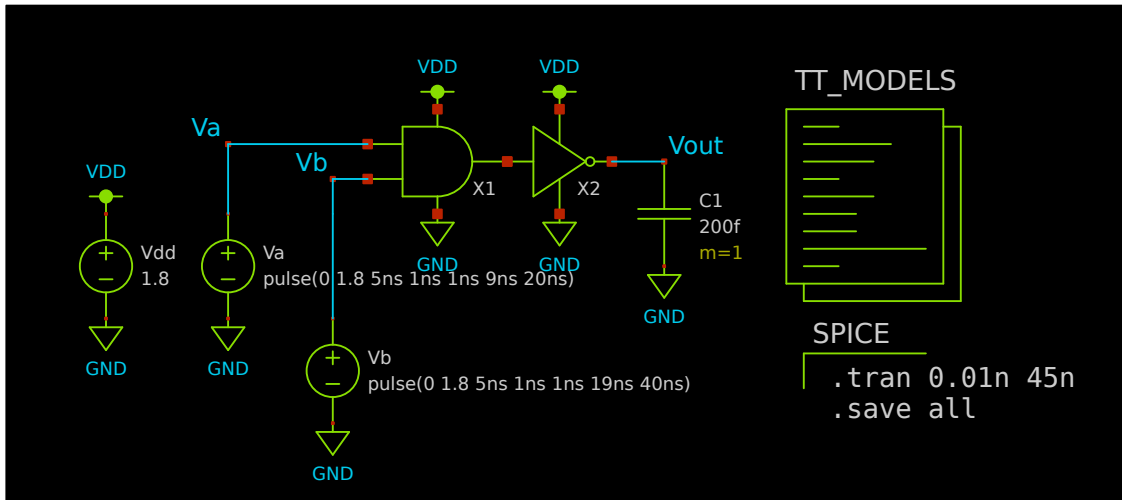 VDD
VDD
TT_MODELS
Va
Vb
Vout
X1
X2
VDD
C1
200f
m=1
Vdd
1.8
Va
pulse(0 1.8 5ns 1ns 1ns 9ns 20ns)
GND
GND
GND
SPICE
.tran 0.01n 45n
.save all
GND
GND
Vb
pulse(0 1.8 5ns 1ns 1ns 19ns 40ns)
GND